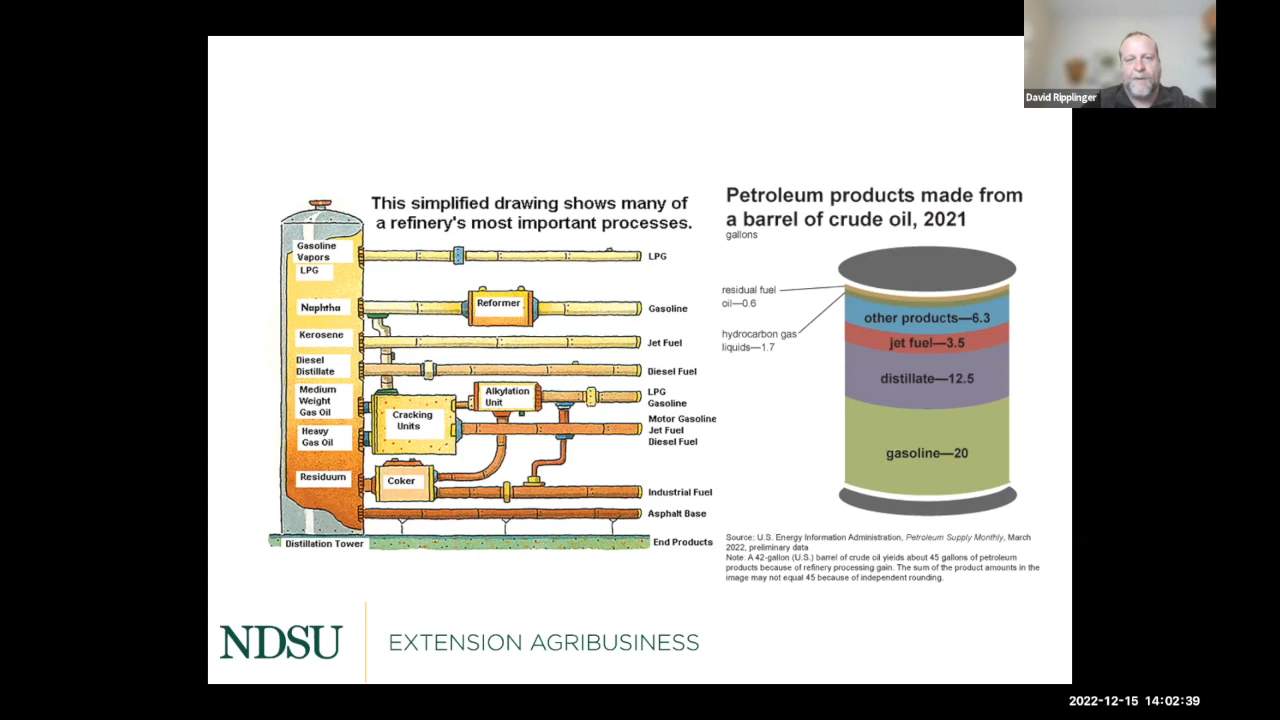 David Ripplinger
This simplified drawing shows many of
a refinery's most important processes.
Gasoline
Vapors
LPG
Naphtha
Kerosene
Diesel
Distillate
Medium
Weight
Gas Oil
Heavy
Gas Oil
Residuum
Distillation Tower
Reformer
Cracking
Units
Alkylation
Unit
Coker
LPG
Gasoline
Jet Fuel
Diesel Fuel
LPG
Gasoline
Motor Gasoline
Jet Fuel
Diesel Fuel
Industrial Fuel
Asphalt Base
End Products
Petroleum products made from
a barrel of crude oil, 2021
gallons
residual fuel
oil—0.6
hydrocarbon gas
liquids—1.7
other products—6.3
jet fuel—3.5
distillate—12.5
gasoline—20
Source: U.S. Energy Information Administration, Petroleum Supply Monthly, March
2022, preliminary data
Note: A 42-gallon (U.S.) barrel of crude oil yields about 45 gallons of petroleum
products because of refinery processing gain. The sum of the product amounts in the
image may not equal 45 because of independent rounding.
NDSU
EXTENSION AGRIBUSINESS
2022-12-15 14:02:39